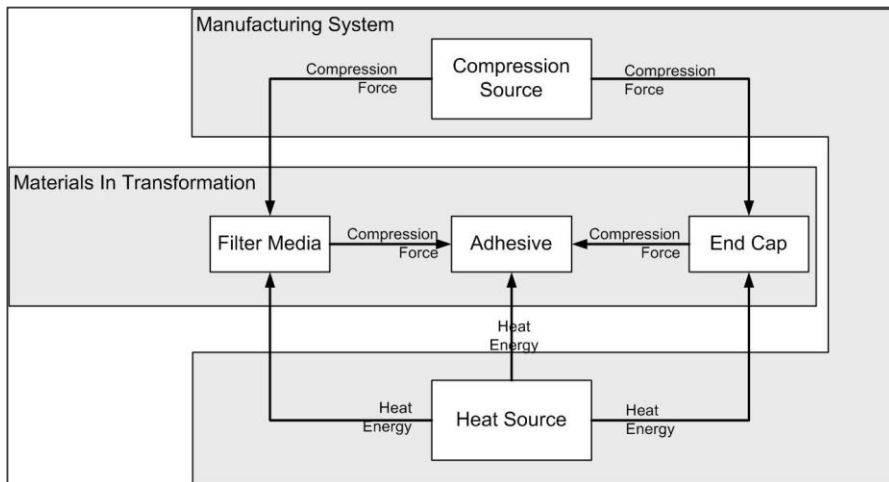 Manufacturing System
Compression
Force
Compression
Source
Compression
Force
Materials In Transformation
Filter Media
Compression
Force
Adhesive
Compression
Force
End Cap
Heat
Energy
Heat
Energy
Heat Source
Heat
Energy